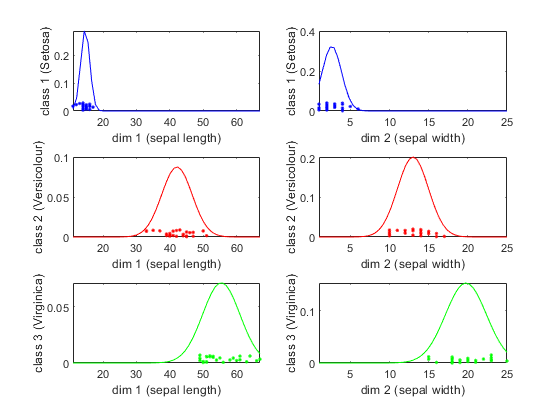 class 1 (Setosa)
0.2
0.1
0
20 30 40 50 60
dim 1 (sepal length)
class 1 (Setosa)
0.4
0.2
0
5 10 15 20 25
dim 2 (sepal width)
class 2 (Versicolour)
0.1
0.05
0
20 30 40 50 60
dim 1 (sepal length)
class 2 (Versicolour)
0.2
0.1
0
5 10 15 20 25
dim 2 (sepal width)
class 3 (Virginica)
0.05
0
20 30 40 50 60
dim 1 (sepal length)
class 3 (Virginica)
0.1
0
5 10 15 20 25
dim 2 (sepal width)